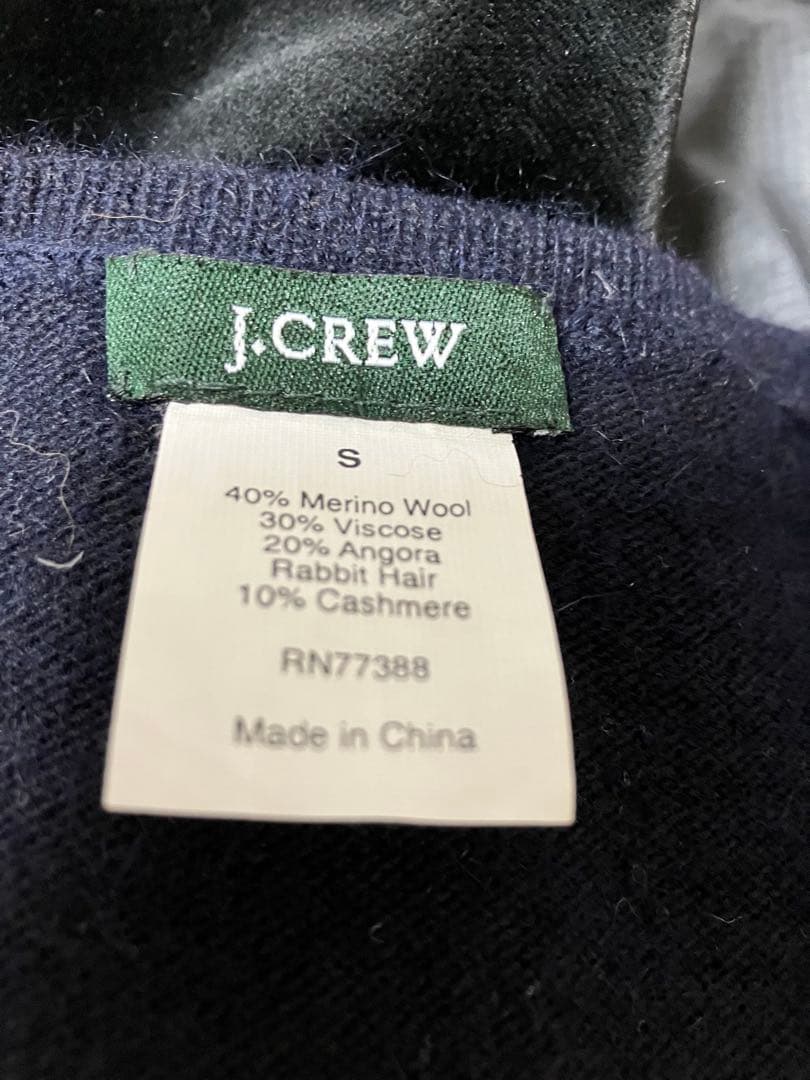 J.CREW
S
40% Merino Wool
30% Viscose
20% Angora
Rabbit Hair
10% Cashmere
RN77388
Made in China